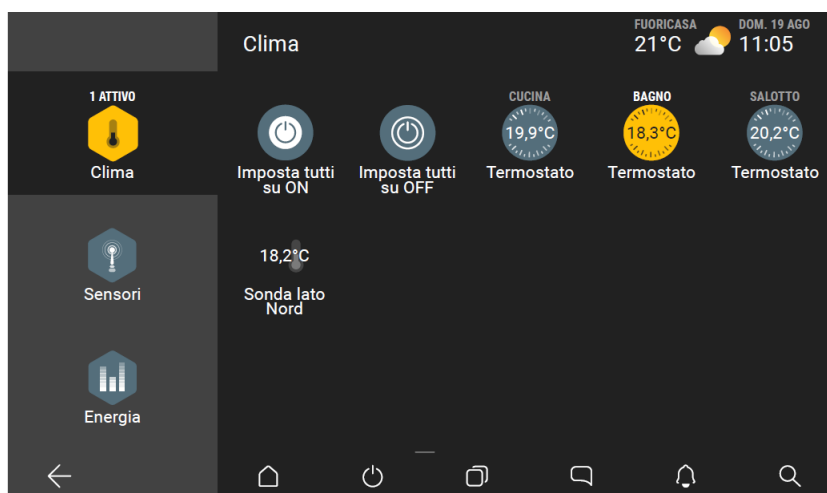 Clima
FUORICASA
21°C
DOM. 19 AGO
11:05
1 ATTIVO
Clima
Sensori
Energia
Imposta tutti
su ON
Imposta tutti
su OFF
CUCINA
19,9°C
Termostato
BAGNO
18,3°C
Termostato
SALOTTO
20,2°C
Termostato
18,2°C
Sonda lato
Nord